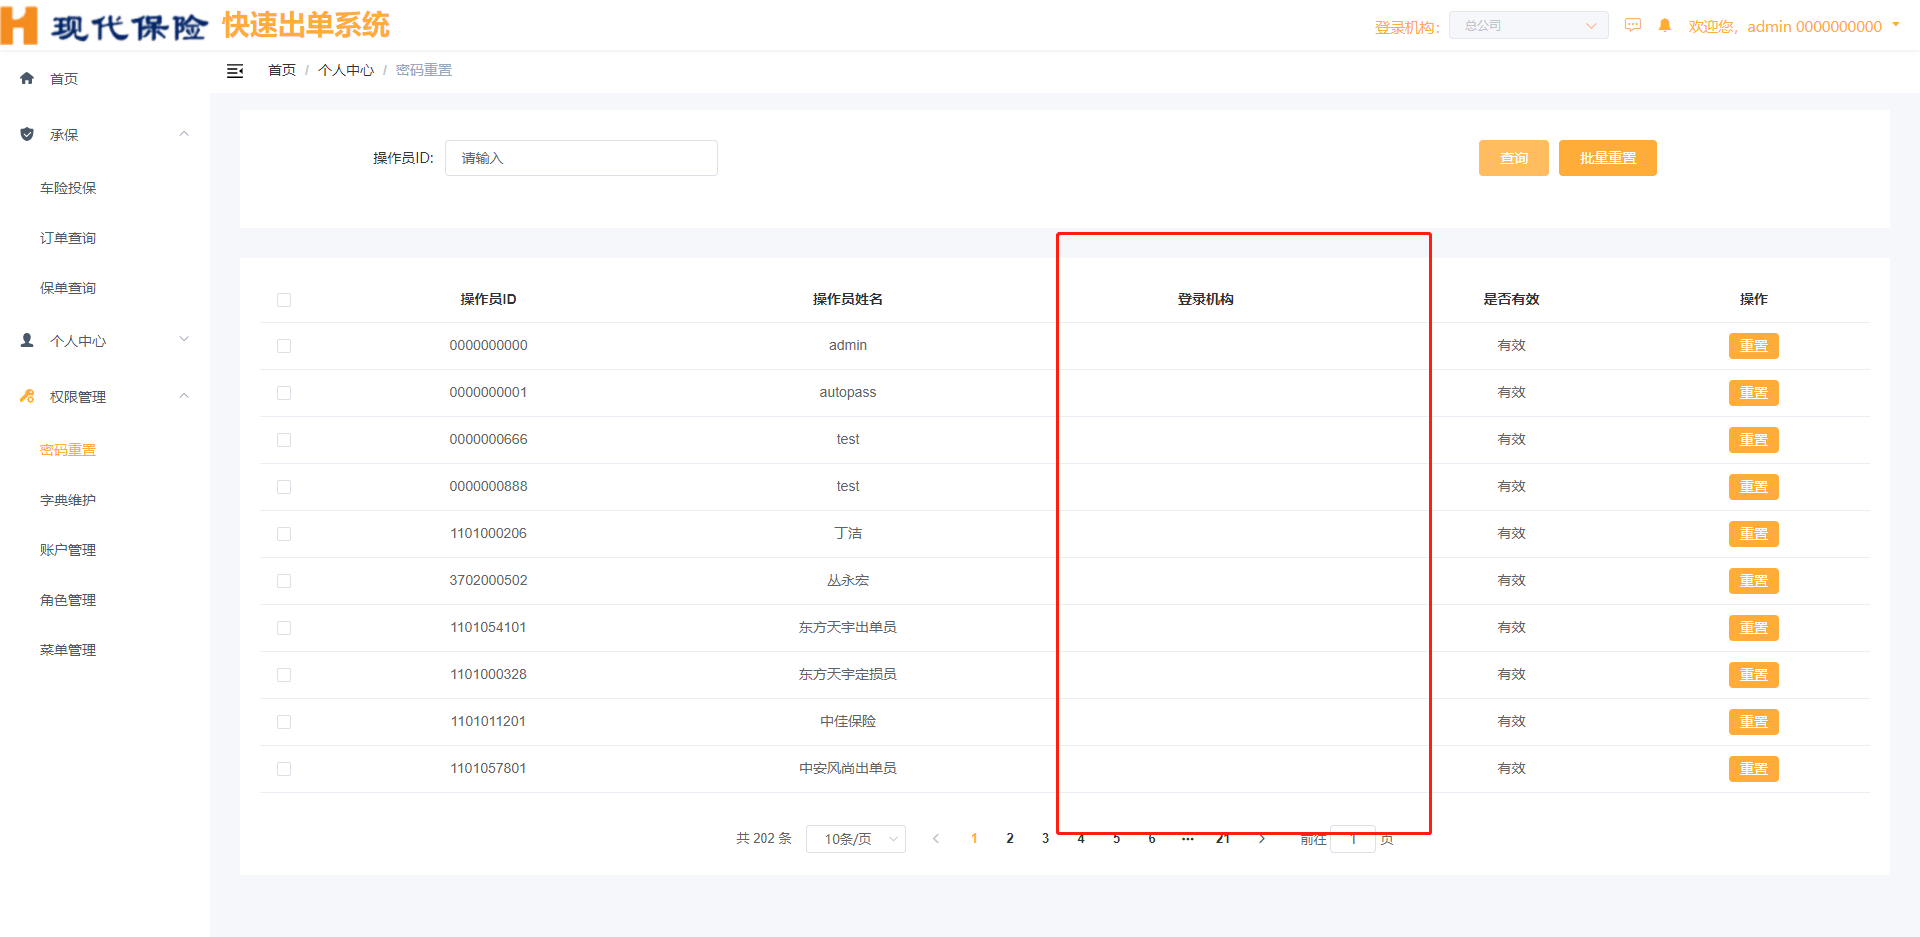 现代保险 快速出单系统
登录机构: 总公司 欢迎您, admin 0000000000
首页 / 个人中心 / 密码重置
首页
承保
车险投保
订单查询
保单查询
个人中心
权限管理
密码重置
字典维护
账户管理
角色管理
菜单管理
操作员ID: 请输入 查询 批量重置
操作员ID 操作员姓名 登录机构 是否有效 操作
0000000000 admin 有效 重置
0000000001 autopass 有效 重置
0000000666 test 有效 重置
0000000888 test 有效 重置
1101000206 丁洁 有效 重置
3702000502 丛永宏 有效 重置
1101054101 东方天宇出单员 有效 重置
1101000328 东方天宇定损员 有效 重置
1101011201 中佳保险 有效 重置
1101057801 中安风尚出单员 有效 重置
共 202 条 10条/页 1 2 3 4 5 6 ... 21 前往 1 页